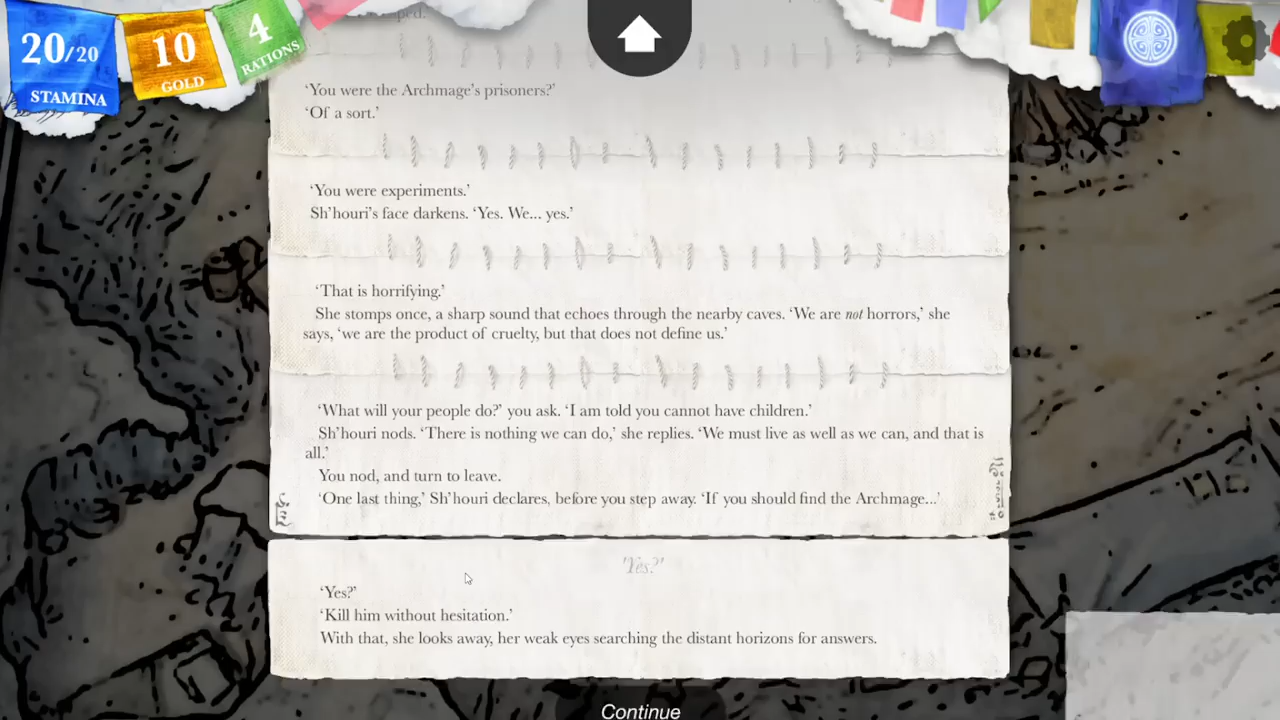 20/20
STAMINA
10
GOLD
4
RATIONS
‘You were the Archmage’s prisoners?’
‘Of a sort.’
‘You were experiments.’
Sh’houri’s face darkens. ‘Yes. We... yes.’
‘That is horrifying.’
She stomps once, a sharp sound that echoes through the nearby caves. ‘We are not horrors,’ she
says, ‘we are the product of cruelty, but that does not define us.’
‘What will your people do?’ you ask. ‘I am told you cannot have children.’
Sh’houri nods. ‘There is nothing we can do,’ she replies. ‘We must live as well as we can, and that is
all.’
You nod, and turn to leave.
‘One last thing,’ Sh’houri declares, before you step away. ‘If you should find the Archmage...’
'Yes?'
‘Yes?’
‘Kill him without hesitation.’
With that, she looks away, her weak eyes searching the distant horizons for answers.
Continue